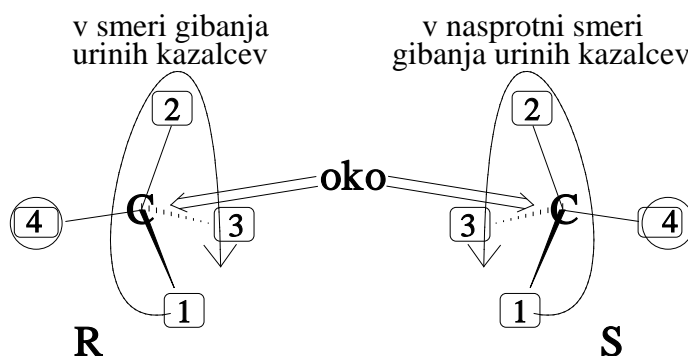 v smeri gibanja
urinih kazalcev
v nasprotni smeri
gibanja urinih kazalcev
2
2
oko
4
C
3
3
C
4
1
1
R
S